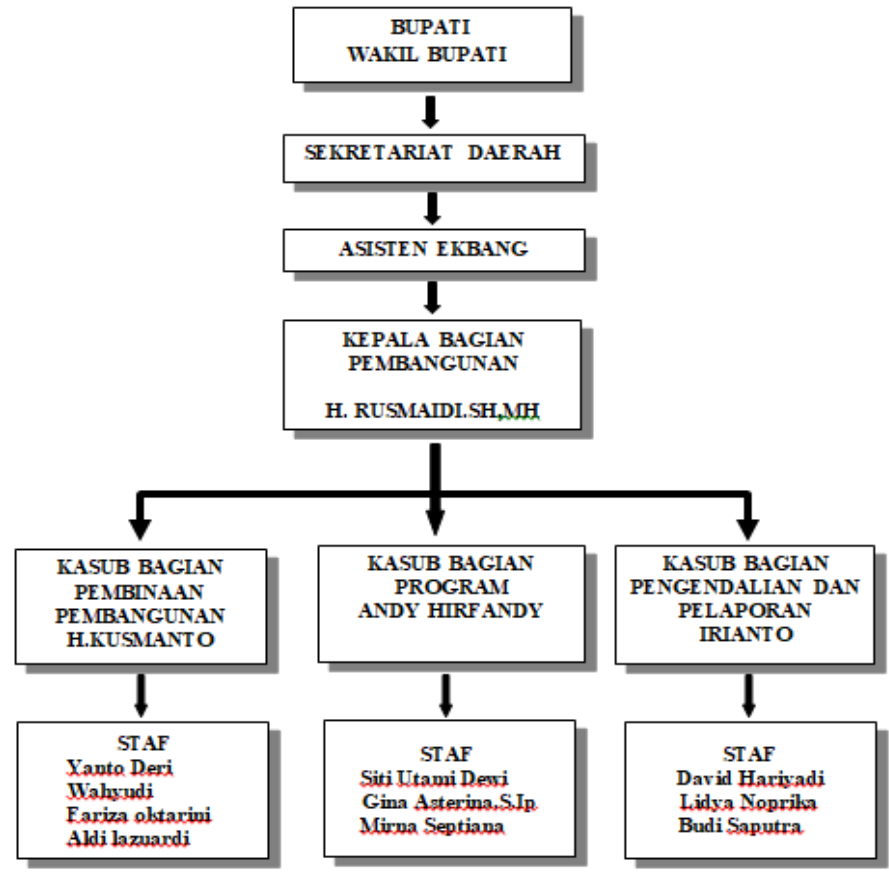 BUPATI
WAKIL BUPATI
SEKRETARIAT DAERAH
ASISTEN EKBANG
KEPALA BAGIAN
PEMBANGUNAN
H. RUSMAIDI.SH,MH
KASUB BAGIAN
PEMBINAAN
PEMBANGUNAN
H.KUSMANTO
KASUB BAGIAN
PROGRAM
ANDY HIRFANDY
KASUB BAGIAN
PENGENDALIAN DAN
PELAPORAN
IRIANTO
STAF
Yanto Deri
Wahyudi
Fariza oktarini
Aldi lazuardi
STAF
Siti Utami Dewi
Gina Asterina.S.Ip
Mirna Septiana
STAF
David Hariyadi
Lidya Noprika
Budi Saputra